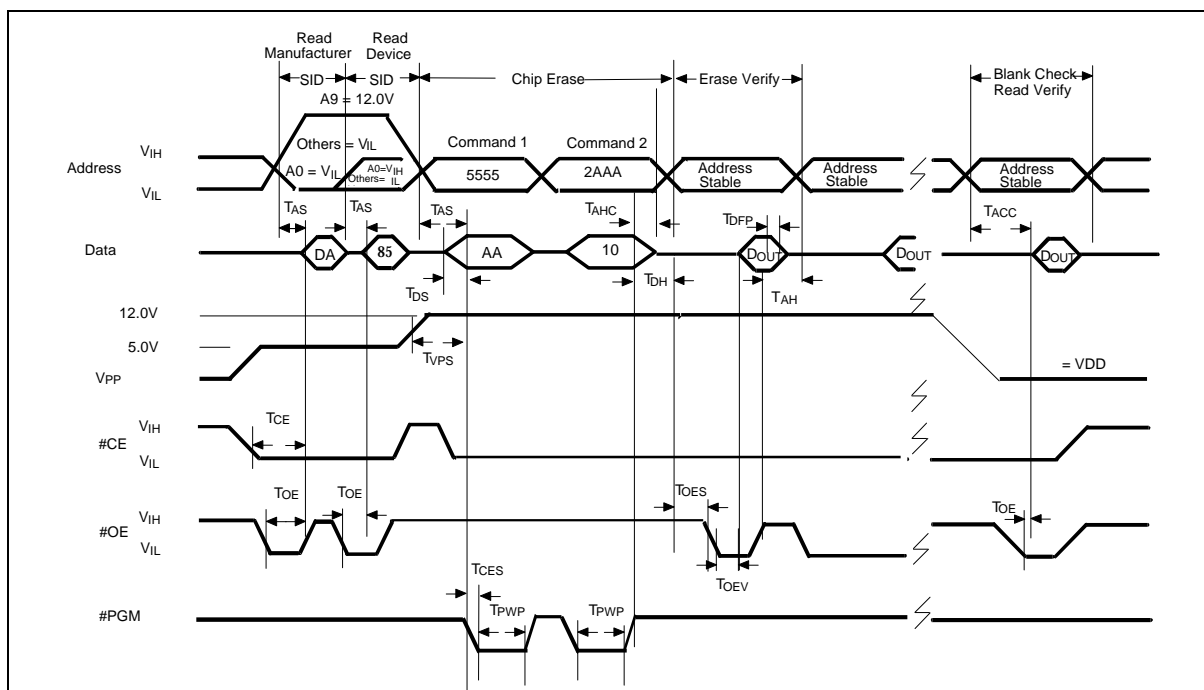 Read
Manufacturer
SID
Read
Device
SID
Chip Erase
Erase Verify
Blank Check
Read Verify
A9 = 12.0V
Others = VIL
A0 = VIL
A0=VIH
Others= IL
Command 1
5555
Command 2
2AAA
Address
Stable
Address
Stable
Address
Stable
Address
VIH
VIL
TAS
TAS
TAS
TAHC
TDFP
TACC
Data
DA
85
AA
10
DOUT
DOUT
DOUT
TDS
TDH
TAH
12.0V
5.0V
VPP
TVPS
= VDD
#CE
VIH
VIL
TCE
#OE
VIH
VIL
TOE
TOE
TOES
TOE
TOEV
TCES
#PGM
TPWP
TPWP